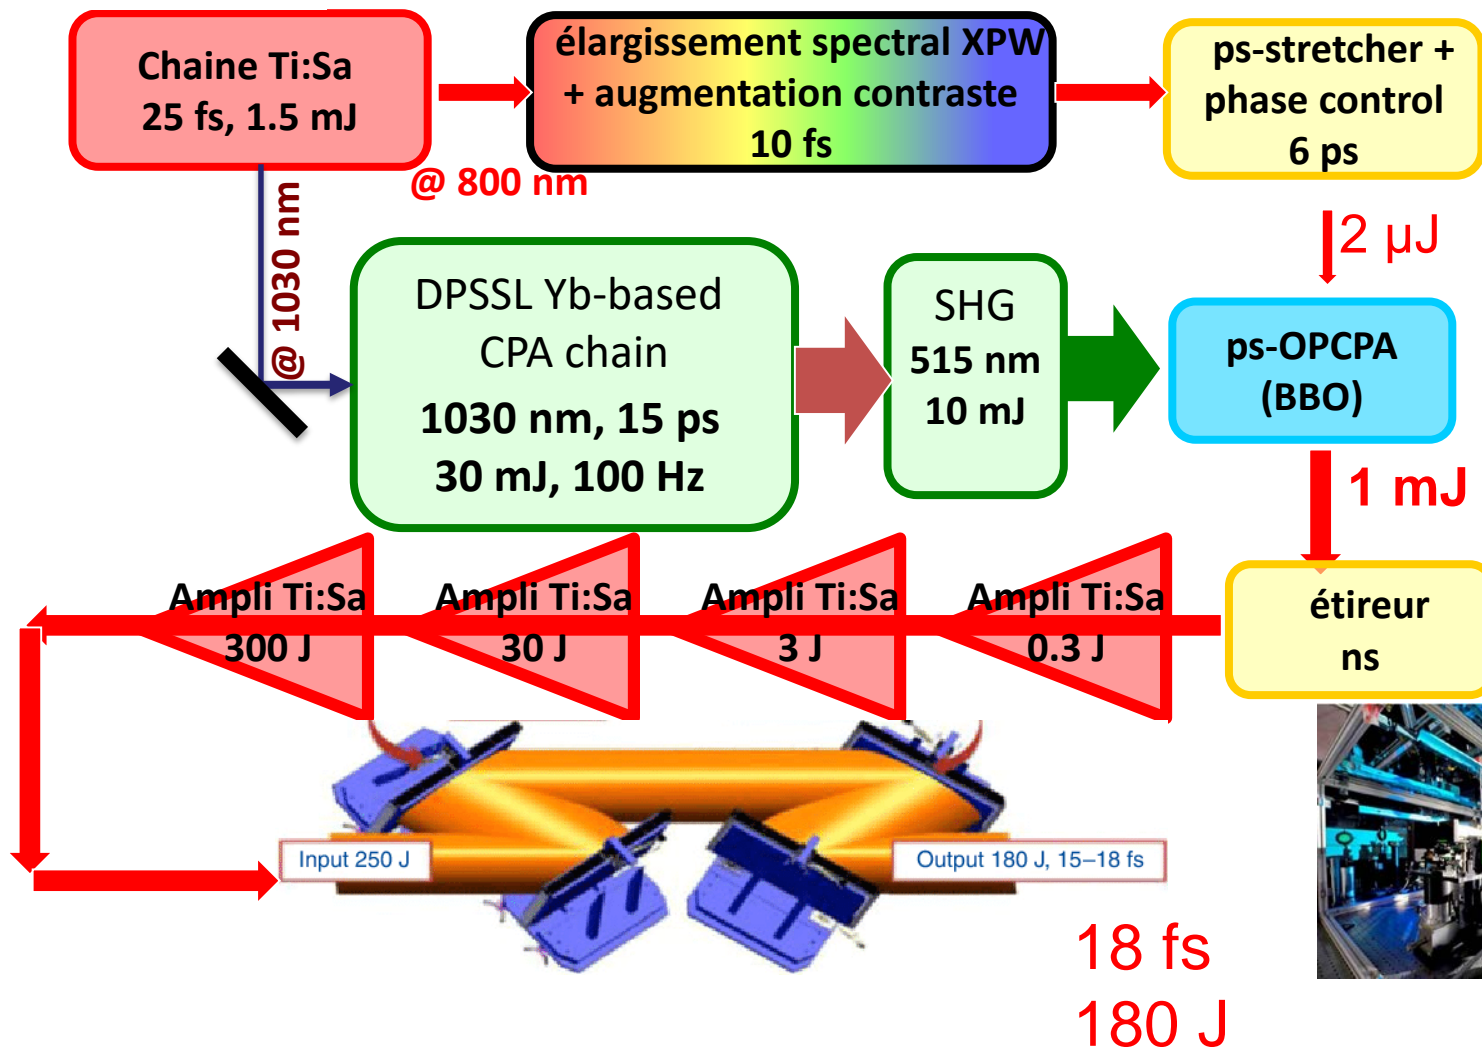 Chaine Ti:Sa
25 fs, 1.5 mJ
élargissement spectral XPW
+ augmentation contraste
10 fs
ps-stretcher +
phase control
6 ps
@ 800 nm
@ 1030 nm
2 µJ
DPSSL Yb-based
CPA chain
1030 nm, 15 ps
30 mJ, 100 Hz
SHG
515 nm
10 mJ
ps-OPCPA
(BBO)
1 mJ
Ampli Ti:Sa
300 J
Ampli Ti:Sa
30 J
Ampli Ti:Sa
3 J
Ampli Ti:Sa
0.3 J
étireur
ns
Input 250 J
Output 180 J, 15–18 fs
18 fs
180 J